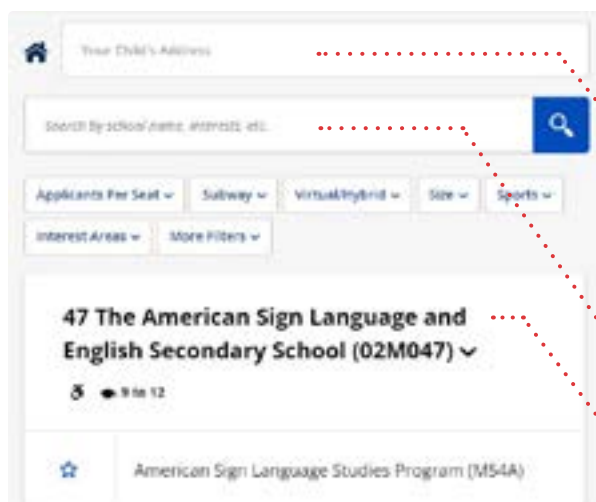 Your Child's Address
Search by school name, interests, etc.
Applicants Per Seat Subway Virtual/Hybrid Size Sports
Interest Areas More Filters
47 The American Sign Language and
English Secondary School (02M047)
9 to 12
American Sign Language Studies Program (M54A)